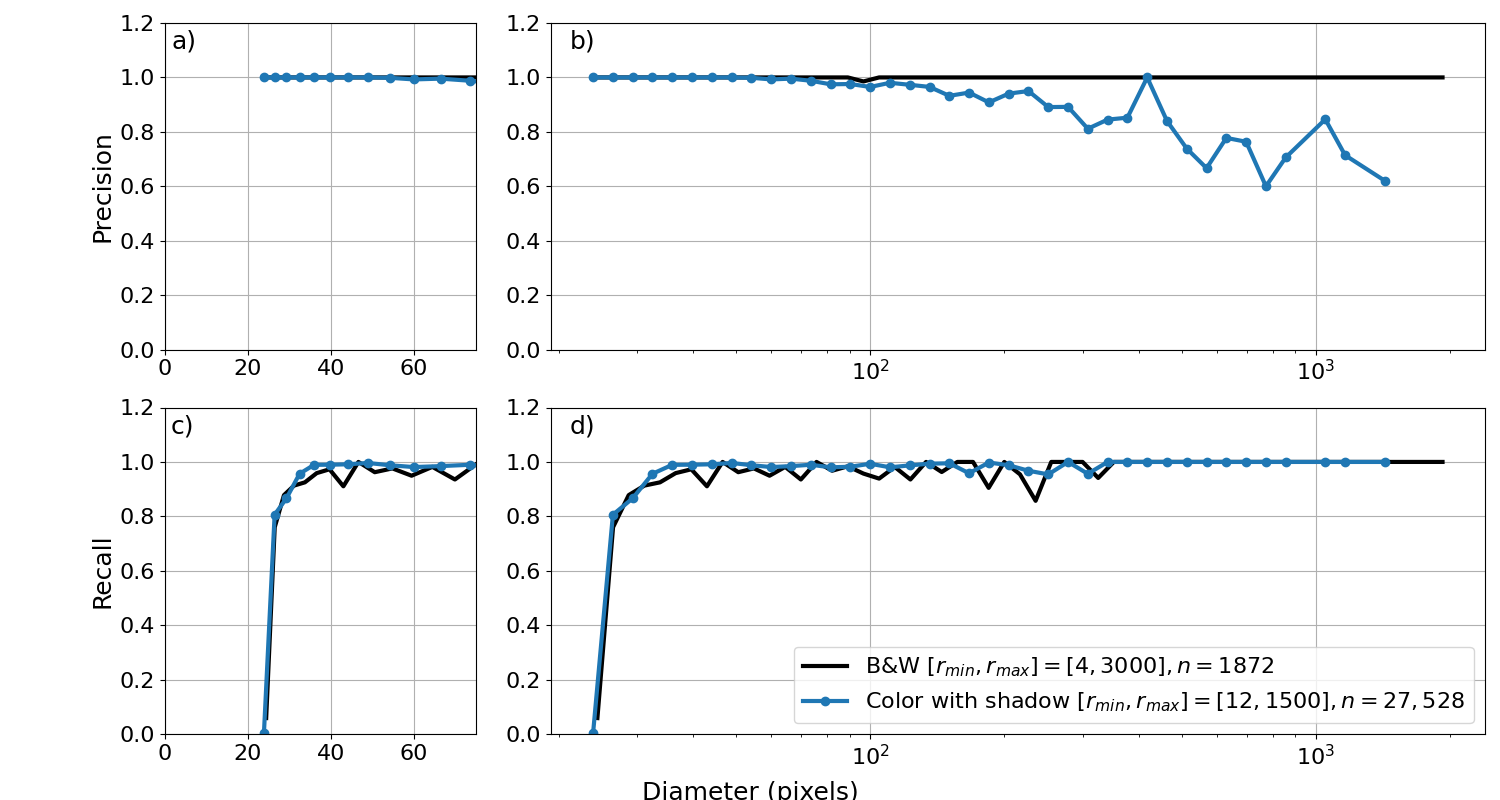 a)
1.2
1.0
0.8
0.6
0.4
0.2
0.0
Precision
0 20 40 60
b)
1.2
1.0
0.8
0.6
0.4
0.2
0.0
10² 10³
c)
1.2
1.0
0.8
0.6
0.4
0.2
0.0
Recall
0 20 40 60
d)
1.2
1.0
0.8
0.6
0.4
0.2
0.0
B&W [r_min, r_max] = [4, 3000], n = 1872
Color with shadow [r_min, r_max] = [12, 1500], n = 27, 528
10² 10³
Diameter (pixels)